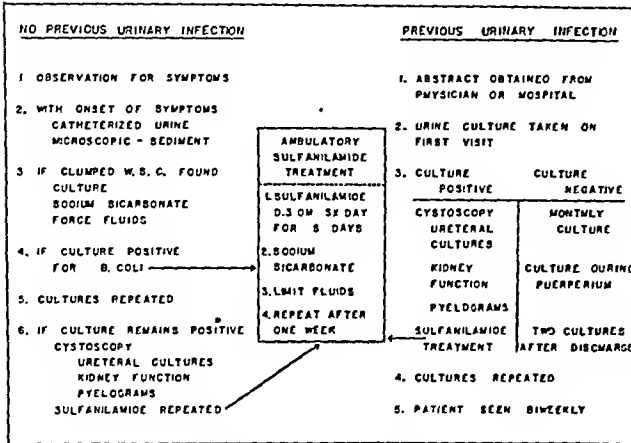 NO PREVIOUS URINARY INFECTION
1 OBSERVATION FOR SYMPTOMS
2. WITH ONSET OF SYMPTOMS
CATHETERIZED URINE
MICROSCOPIC - SEDIMENT
3 IF CLUMPED W.B.C. FOUND
CULTURE
SODIUM BICARBONATE
FORCE FLUIDS
4. IF CULTURE POSITIVE
FOR B. COLI
5. CULTURES REPEATED
6. IF CULTURE REMAINS POSITIVE
CYSTOSCOPY
URETERAL CULTURES
KIDNEY FUNCTION
PYELOGRAMS
SULFANILAMIDE REPEATED
AMBULATORY
SULFANILAMIDE
TREATMENT
1. SULFANILAMIDE
0.3 GM 5X DAY
FOR 5 DAYS
2. SODIUM
BICARBONATE
3. LIMIT FLUIDS
4. REPEAT AFTER
ONE WEEK
PREVIOUS URINARY INFECTION
1. ABSTRACT OBTAINED FROM
PHYSICIAN OR HOSPITAL
2. URINE CULTURE TAKEN ON
FIRST VISIT
3. CULTURE CULTURE
POSITIVE NEGATIVE
CYSTOSCOPY MONTHLY
URETERAL CULTURE
CULTURES
KIDNEY CULTURE DURING
FUNCTION PUERPERIUM
PYELOGRAMS
SULFANILAMIDE TWO CULTURES
TREATMENT AFTER DISCHARGE
4. CULTURES REPEATED
5. PATIENT SEEN BIWEEKLY